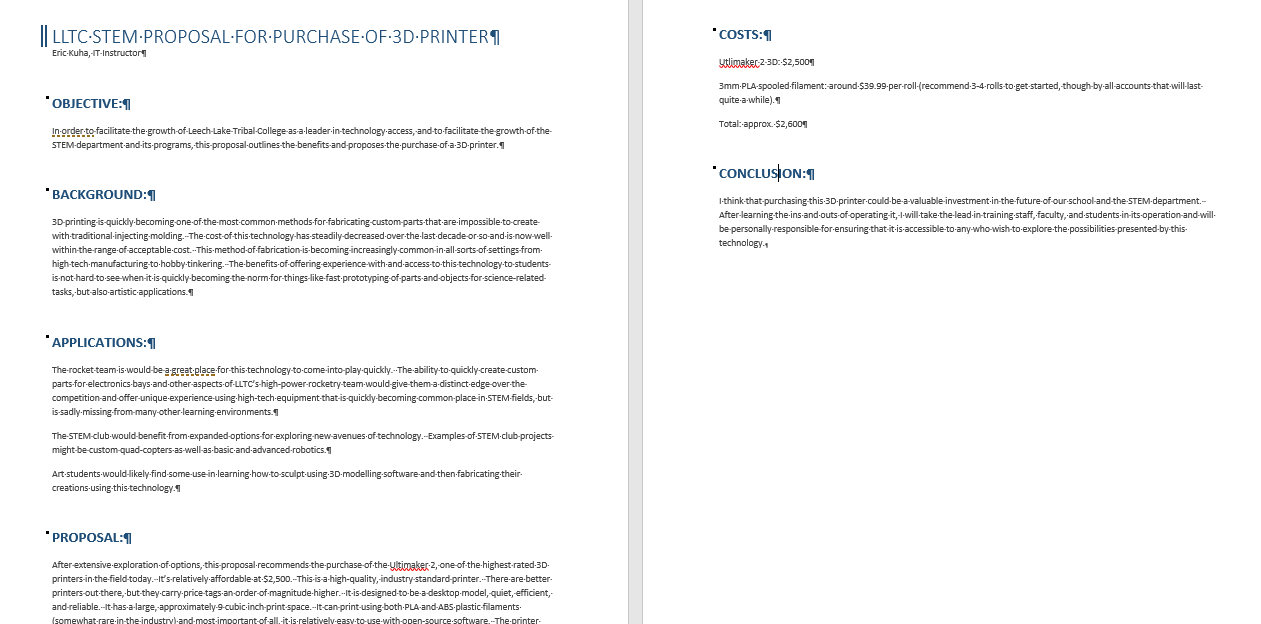 LLTC STEM PROPOSAL FOR PURCHASE OF 3D PRINTER¶
Eric Kuha, IT Instructor¶
OBJECTIVE:¶
In order to facilitate the growth of Leech Lake Tribal College as a leader in technology access, and to facilitate the growth of the
STEM department and its programs, this proposal outlines the benefits and proposes the purchase of a 3D printer.¶
BACKGROUND:¶
3D printing is quickly becoming one of the most common methods for fabricating custom parts that are impossible to create
with traditional injecting molding.  The cost of this technology has steadily decreased over the last decade or so and is now well
within the range of acceptable cost.  This method of fabrication is becoming increasingly common in all sorts of settings from
high tech manufacturing to hobby tinkering.  The benefits of offering experience with and access to this technology to students
is not hard to see when it is quickly becoming the norm for things like fast prototyping of parts and objects for science-related
tasks, but also artistic applications.¶
APPLICATIONS:¶
The rocket team is would be a great place for this technology to come into play quickly.  The ability to quickly create custom
parts for electronics bays and other aspects of LLTC's high-power rocketry team would give them a distinct edge over the
competition and offer unique experience using high-tech equipment that is quickly becoming common place in STEM fields, but
is sadly missing from many other learning environments.¶
The STEM club would benefit from expanded options for exploring new avenues of technology.  Examples of STEM club projects
might be custom quad-copters as well as basic and advanced robotics.¶
Art students would likely find some use in learning how to sculpt using 3D modelling software and then fabricating their
creations using this technology.¶
PROPOSAL:¶
After extensive exploration of options, this proposal recommends the purchase of the Ultimaker 2, one of the highest rated 3D
printers in the field today.  It's relatively affordable at $2,500.  This is a high-quality, industry standard printer.  There are better
printers out there, but they carry price tags an order of magnitude higher.  It is designed to be a desktop model, quiet, efficient,
and reliable.  It has a large, approximately 9 cubic inch print space.  It can print using both PLA and ABS plastic filaments
(somewhat rare in the industry) and most important of all, it is relatively easy to use with open-source software.  The printer
COSTS:¶
Utlimaker 2 3D: $2,500¶
3mm PLA spooled filament: around $39.99 per roll (recommend 3-4 rolls to get started, though by all accounts that will last
quite a while).¶
Total: approx. $2,600¶
CONCLUSION:¶
I think that purchasing this 3D printer could be a valuable investment in the future of our school and the STEM department.
After learning the ins and outs of operating it, I will take the lead in training staff, faculty, and students in its operation and will
be personally responsible for ensuring that it is accessible to any who wish to explore the possibilities presented by this
technology.¶